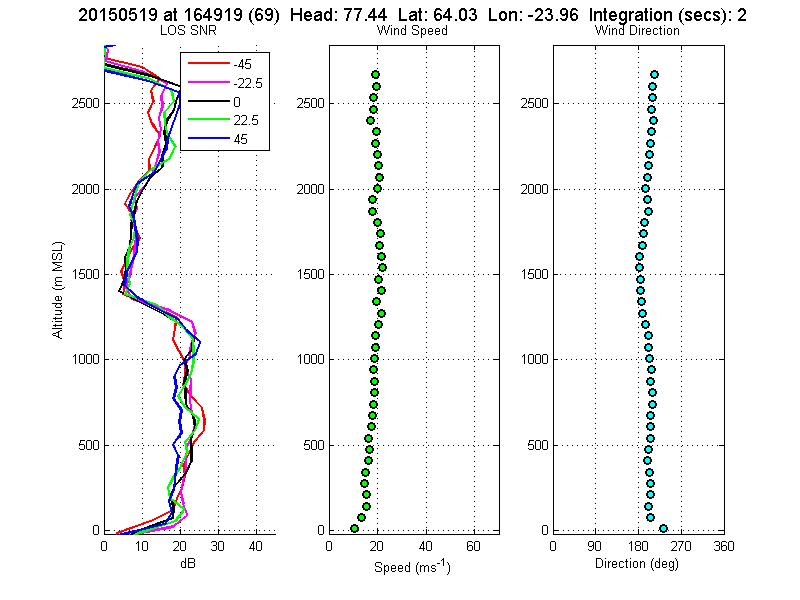 20150519 at 164919 (69)  Head: 77.44  Lat: 64.03  Lon: -23.96  Integration (secs): 2
LOS SNR
Wind Speed
Wind Direction
-45
-22.5
0
22.5
45
Altitude (m MSL)
2500
2000
1500
1000
500
0
0 10 20 30 40
dB
2500
2000
1500
1000
500
0
0 20 40 60
Speed (ms⁻¹)
2500
2000
1500
1000
500
0
0 90 180 270 360
Direction (deg)